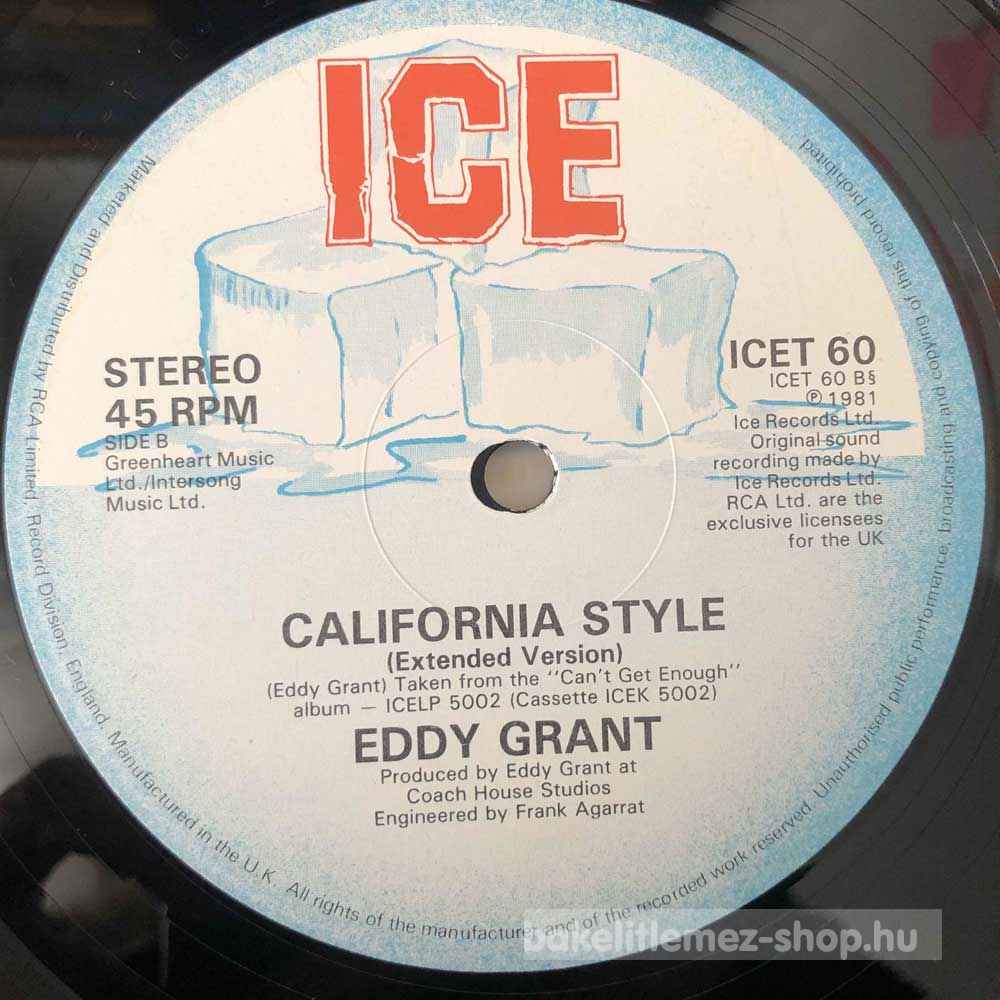 ICE
STEREO
45 RPM
SIDE B
Greenheart Music
Ltd./Intersong
Music Ltd.
ICET 60
ICET 60 B§
℗ 1981
Ice Records Ltd.
Original sound
recording made by
Ice Records Ltd.
RCA Ltd. are the
exclusive licensees
for the UK
CALIFORNIA STYLE
(Extended Version)
(Eddy Grant) Taken from the "Can't Get Enough"
album — ICELP 5002 (Cassette ICEK 5002)
EDDY GRANT
Produced by Eddy Grant at
Coach House Studios
Engineered by Frank Agarrat
Marketed and Distributed by RCA Limited, Record Division, England. Manufactured in the U.K. All rights of the manufacturer and of the recorded work reserved. Unauthorised public performance, broadcasting and copying of this record prohibited
bakelitlemez-shop.hu